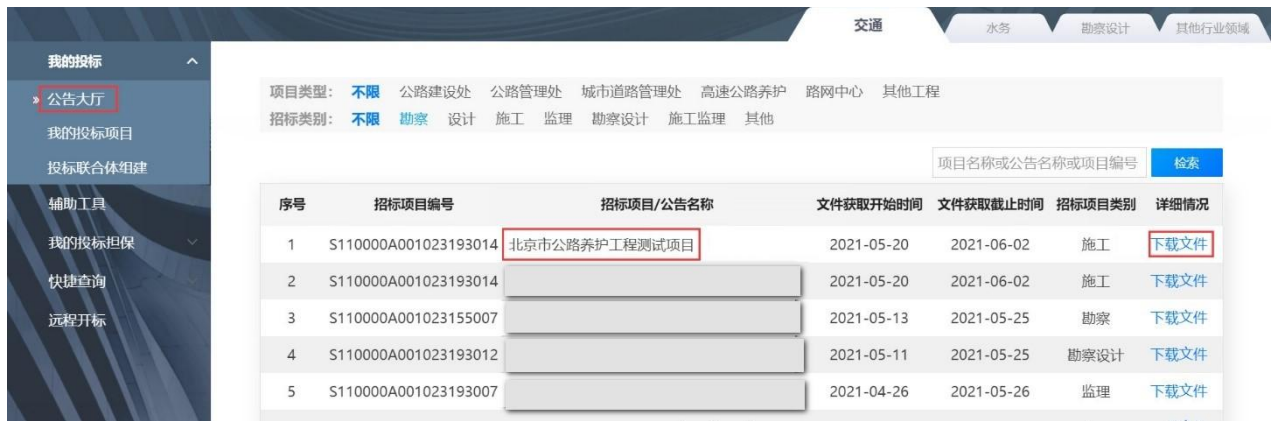 交通 水务 勘察设计 其他行业领域
我的投标
» 公告大厅
我的投标项目
投标联合体组建
辅助工具
我的投标担保
快捷查询
远程开标
项目类型: 不限 公路建设处 公路管理处 城市道路管理处 高速公路养护 路网中心 其他工程
招标类别: 不限 勘察 设计 施工 监理 勘察设计 施工监理 其他
项目名称或公告名称或项目编号 检索
序号 招标项目编号 招标项目/公告名称 文件获取开始时间 文件获取截止时间 招标项目类别 详细情况
1 S110000A001023193014 北京市公路养护工程测试项目 2021-05-20 2021-06-02 施工 下载文件
2 S110000A001023193014 2021-05-20 2021-06-02 施工 下载文件
3 S110000A001023155007 2021-05-13 2021-05-25 勘察 下载文件
4 S110000A001023193012 2021-05-11 2021-05-25 勘察设计 下载文件
5 S110000A001023193007 2021-04-26 2021-05-26 监理 下载文件